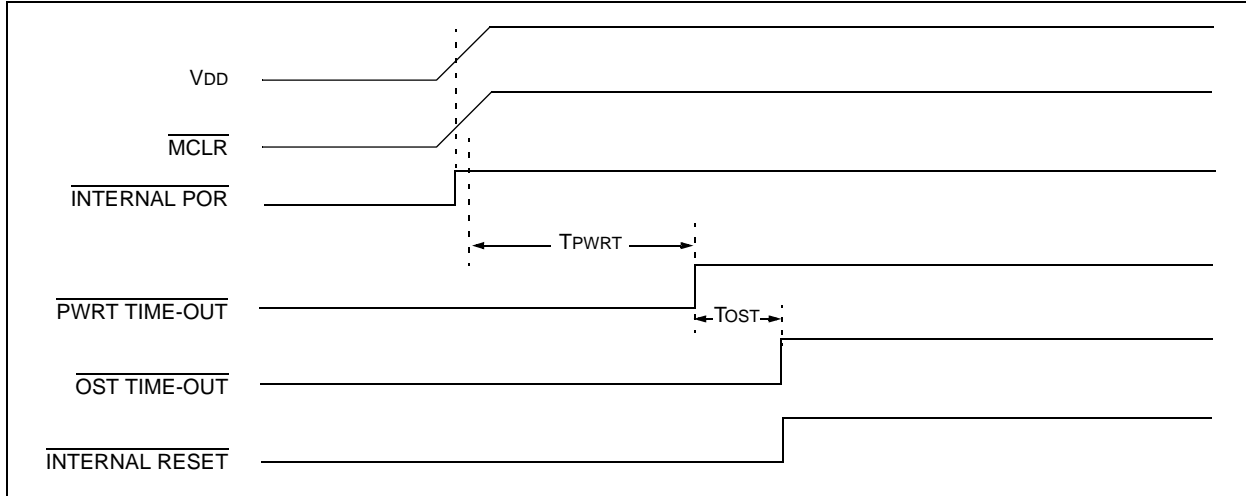 VDD
MCLR
INTERNAL POR
TPWRT
PWRT TIME-OUT
TOST
OST TIME-OUT
INTERNAL RESET